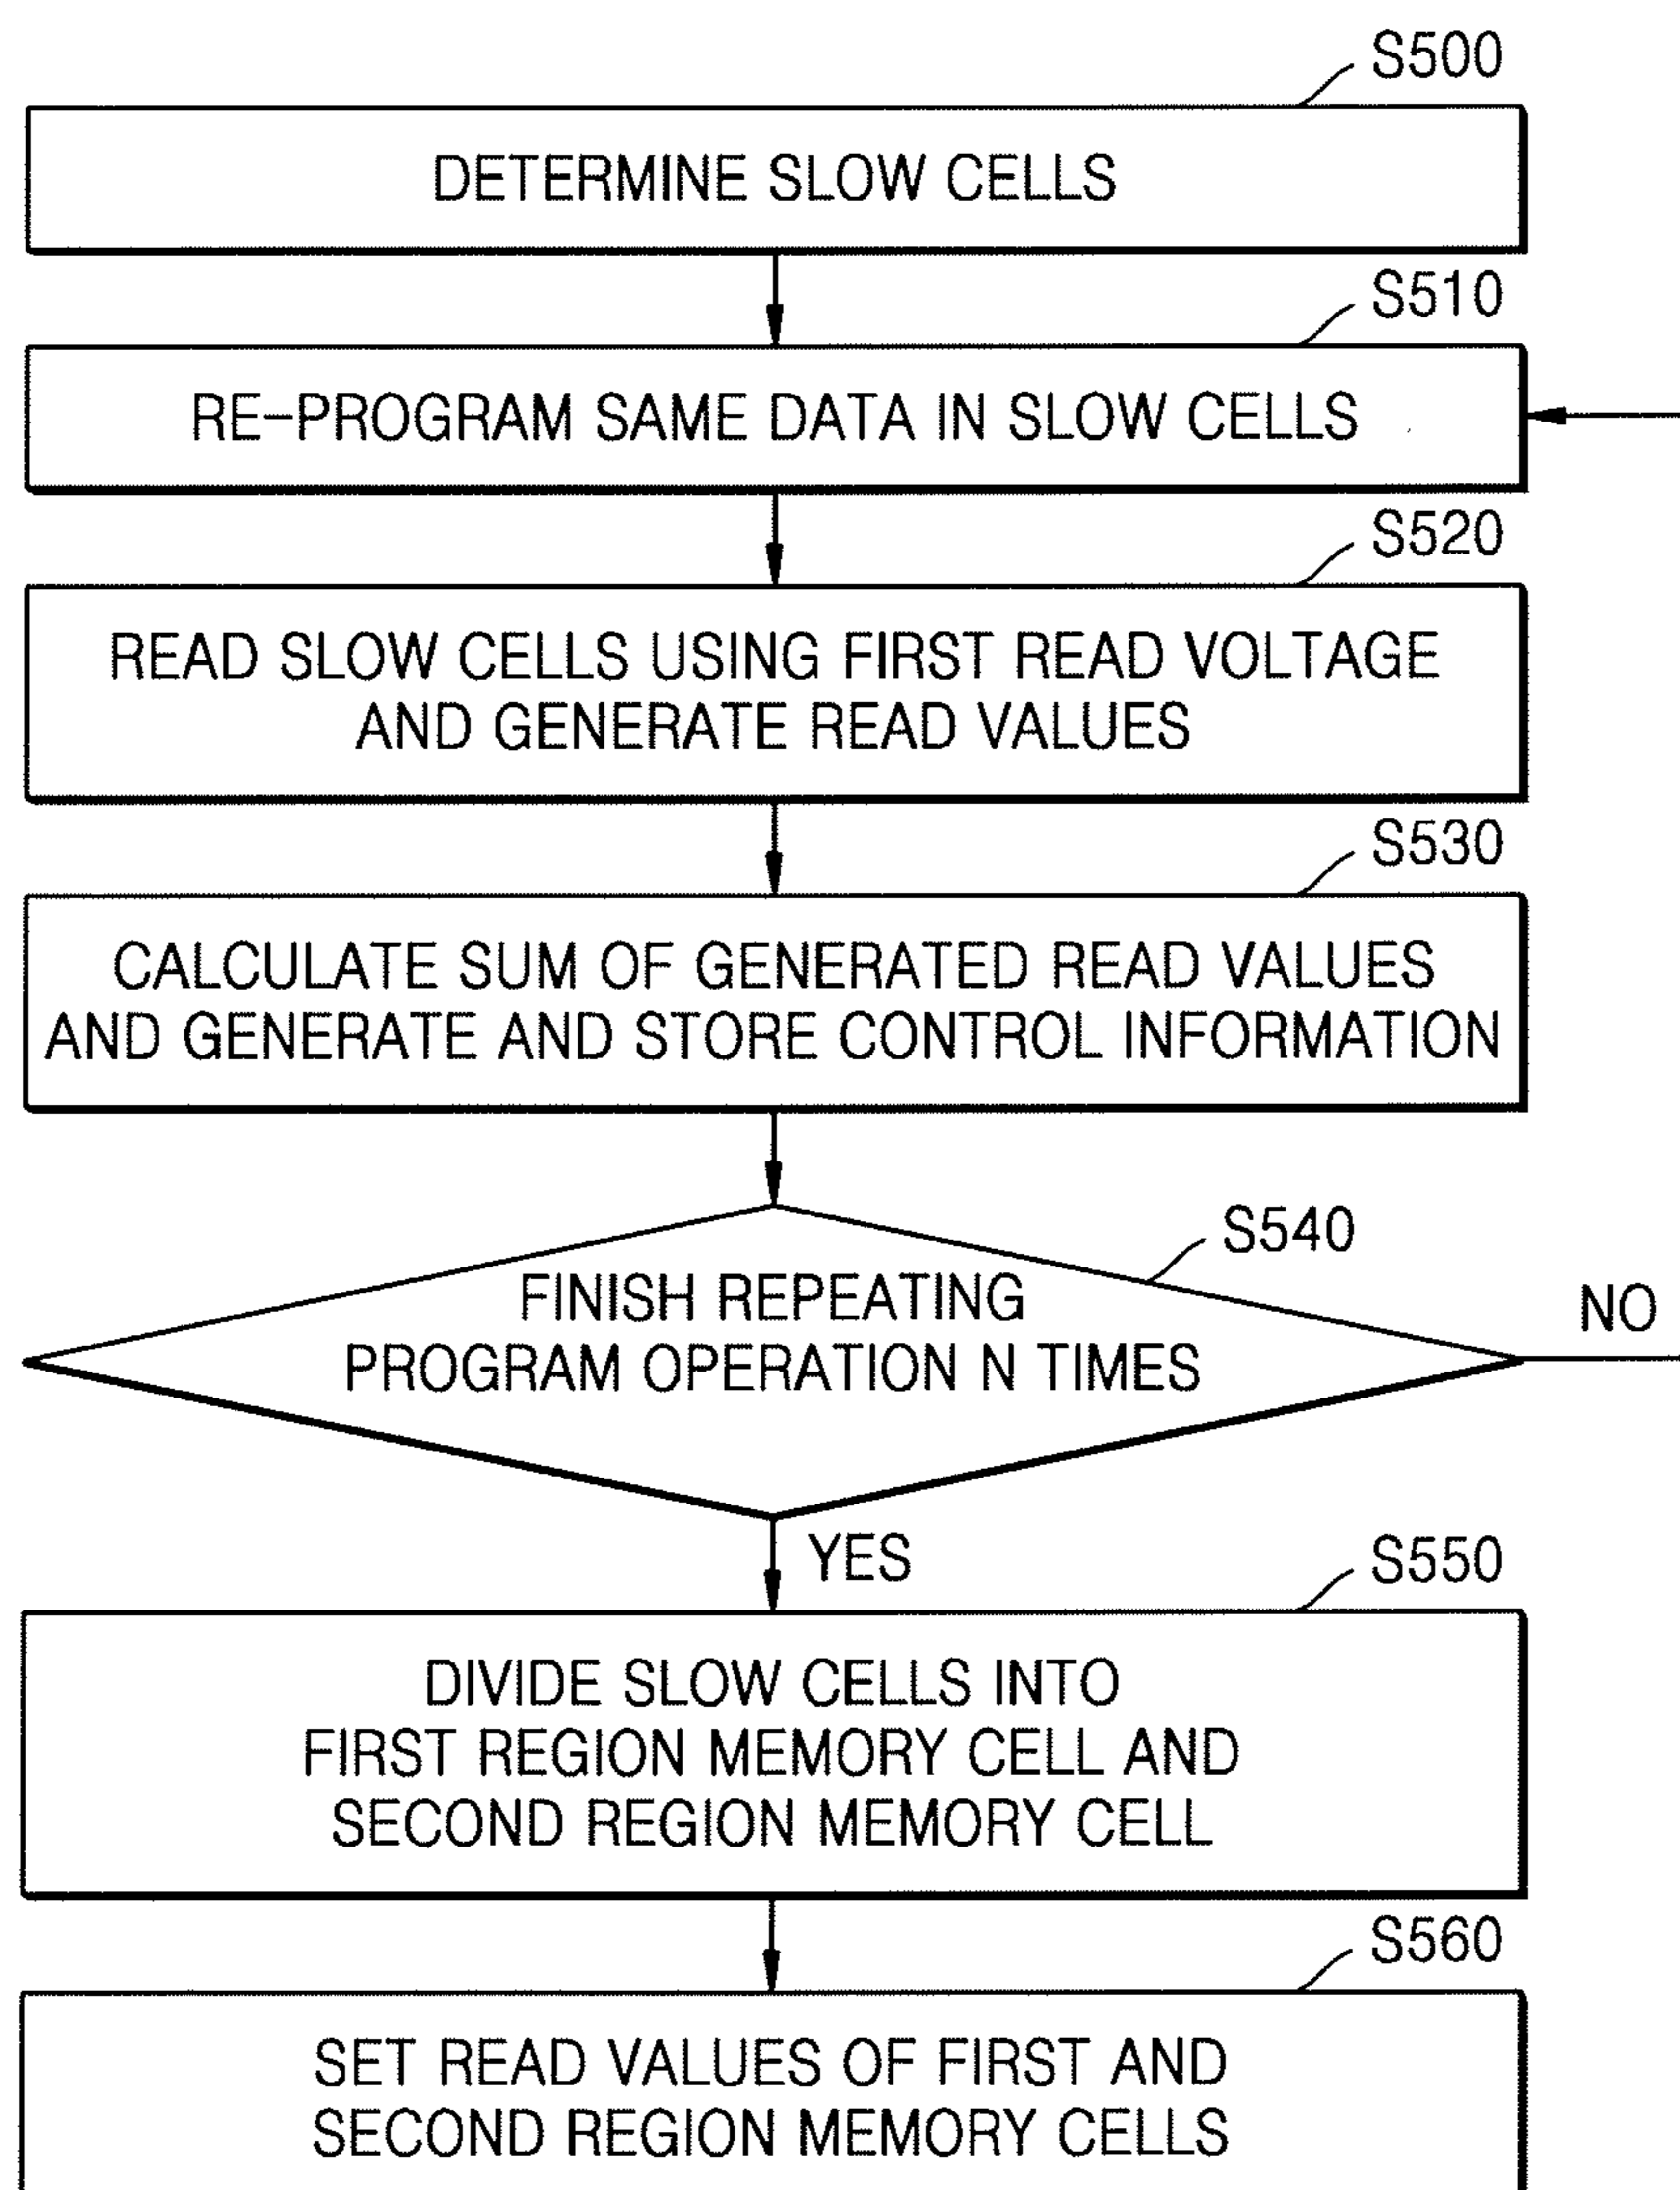 S500
DETERMINE SLOW CELLS
S510
RE-PROGRAM SAME DATA IN SLOW CELLS
S520
READ SLOW CELLS USING FIRST READ VOLTAGE
AND GENERATE READ VALUES
S530
CALCULATE SUM OF GENERATED READ VALUES
AND GENERATE AND STORE CONTROL INFORMATION
S540
FINISH REPEATING
PROGRAM OPERATION N TIMES
NO
YES
S550
DIVIDE SLOW CELLS INTO
FIRST REGION MEMORY CELL AND
SECOND REGION MEMORY CELL
S560
SET READ VALUES OF FIRST AND
SECOND REGION MEMORY CELLS